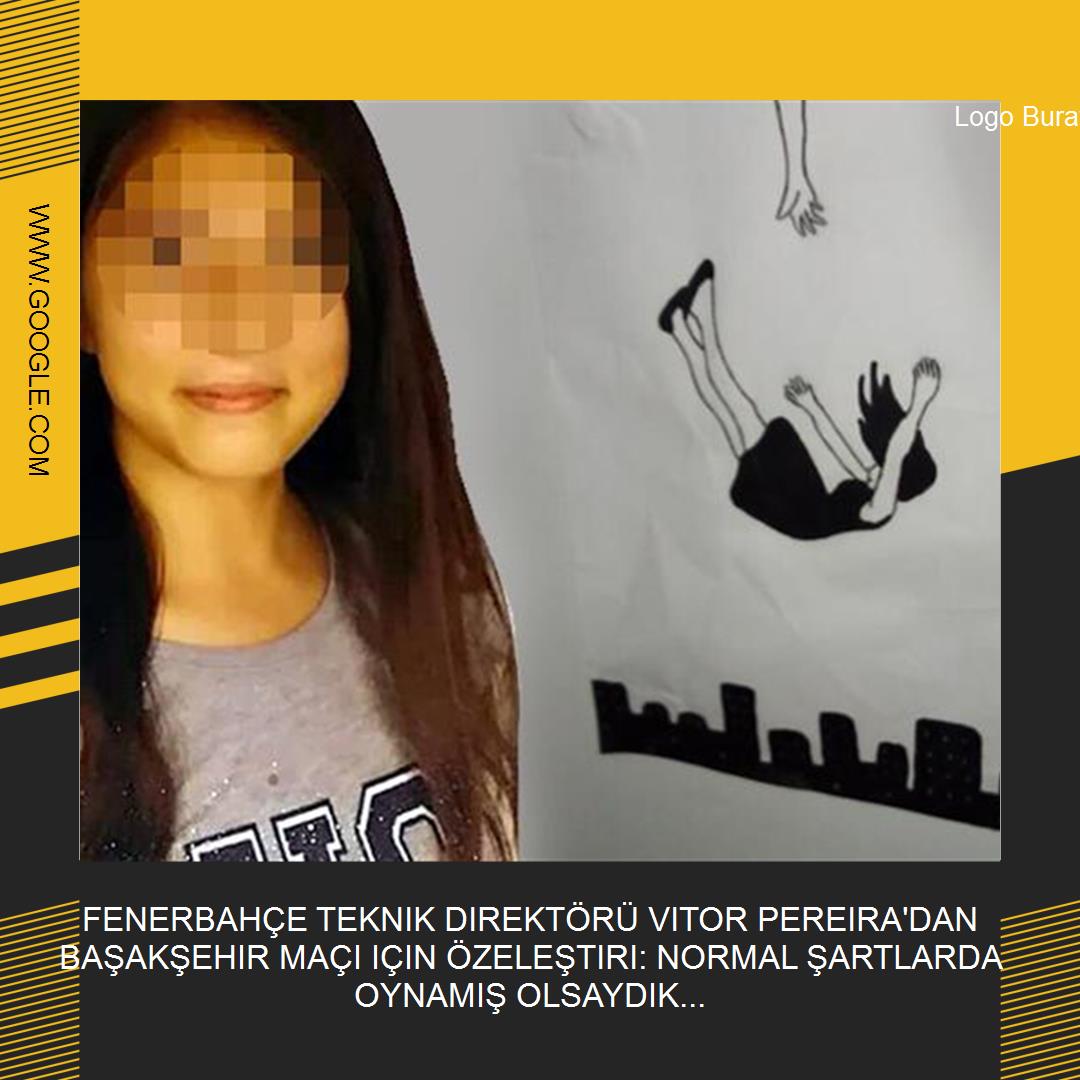 Logo Bura
WWW.GOOGLE.COM
FENERBAHÇE TEKNIK DIREKTÖRÜ VITOR PEREIRA'DAN
BAŞAKŞEHIR MAÇI IÇIN ÖZELEŞTIRI: NORMAL ŞARTLARDA
OYNAMIŞ OLSAYDIK...